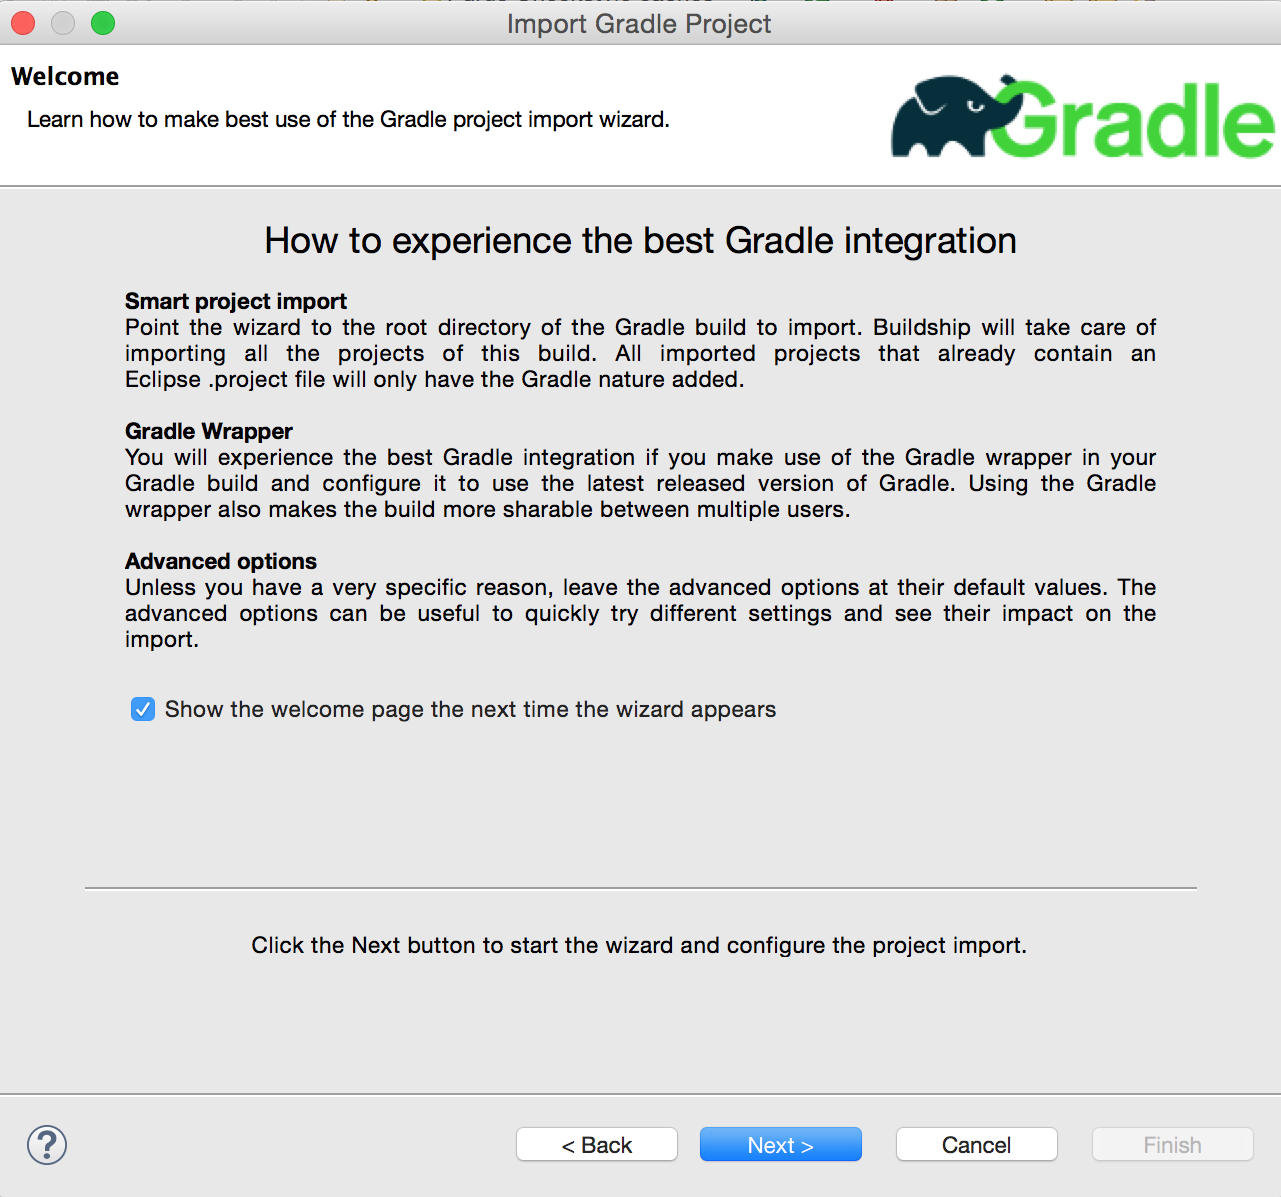 Import Gradle Project
Welcome
Learn how to make best use of the Gradle project import wizard.
Gradle
How to experience the best Gradle integration
Smart project import
Point the wizard to the root directory of the Gradle build to import. Buildship will take care of
importing all the projects of this build. All imported projects that already contain an
Eclipse .project file will only have the Gradle nature added.
Gradle Wrapper
You will experience the best Gradle integration if you make use of the Gradle wrapper in your
Gradle build and configure it to use the latest released version of Gradle. Using the Gradle
wrapper also makes the build more sharable between multiple users.
Advanced options
Unless you have a very specific reason, leave the advanced options at their default values. The
advanced options can be useful to quickly try different settings and see their impact on the
import.
Show the welcome page the next time the wizard appears
Click the Next button to start the wizard and configure the project import.
?
< Back
Next >
Cancel
Finish